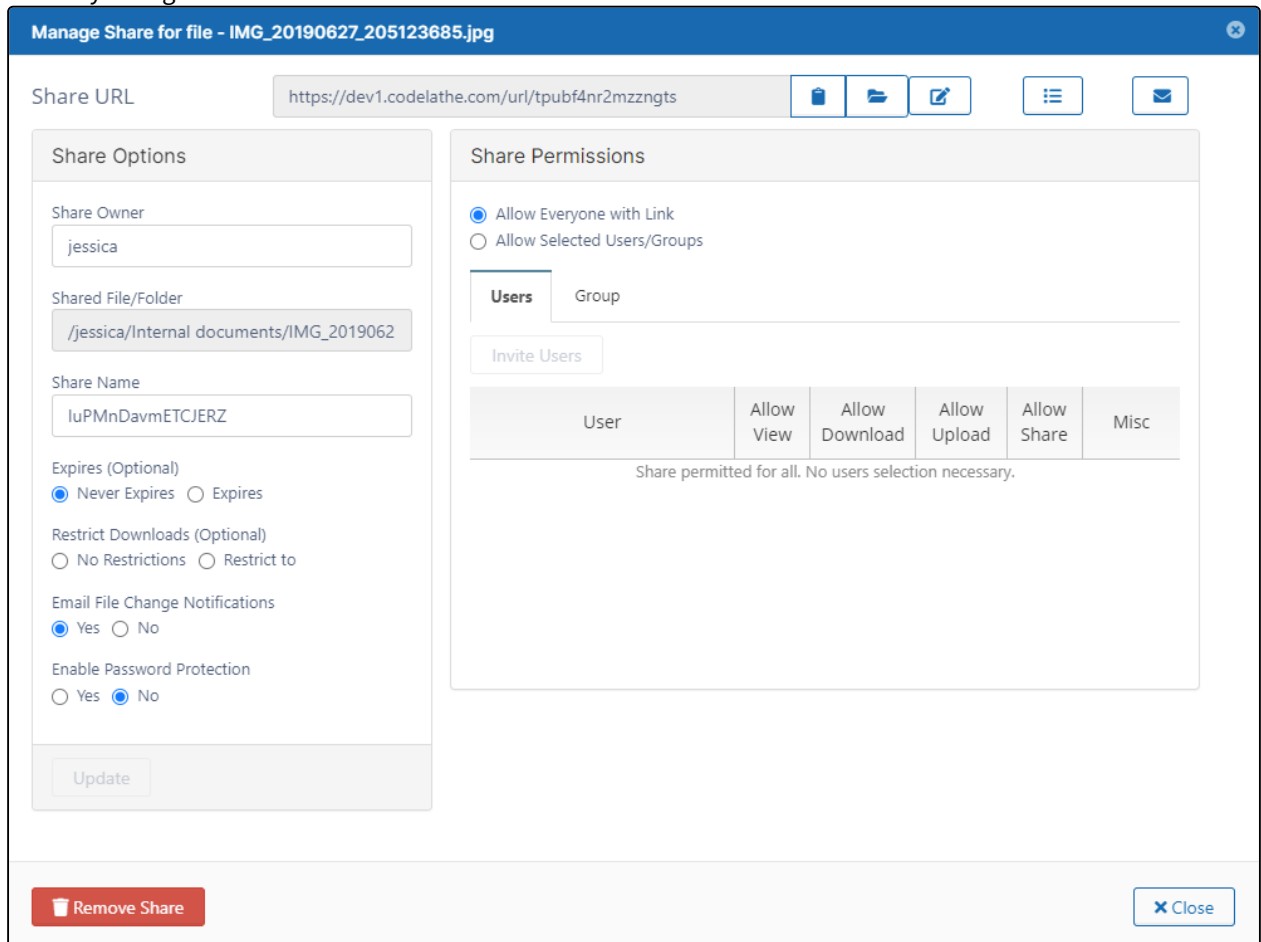 Manage Share for file - IMG_20190627_205123685.jpg
Share URL
https://dev1.codelathe.com/url/tpubf4nr2mzzngts
Share Options
Share Owner
jessica
Shared File/Folder
/jessica/Internal documents/IMG_2019062
Share Name
IuPMnDavmETCJERZ
Expires (Optional)
Never Expires Expires
Restrict Downloads (Optional)
No Restrictions Restrict to
Email File Change Notifications
Yes No
Enable Password Protection
Yes No
Update
Share Permissions
Allow Everyone with Link
Allow Selected Users/Groups
Users Group
Invite Users
User Allow View Allow Download Allow Upload Allow Share Misc
Share permitted for all. No users selection necessary.
Remove Share
Close